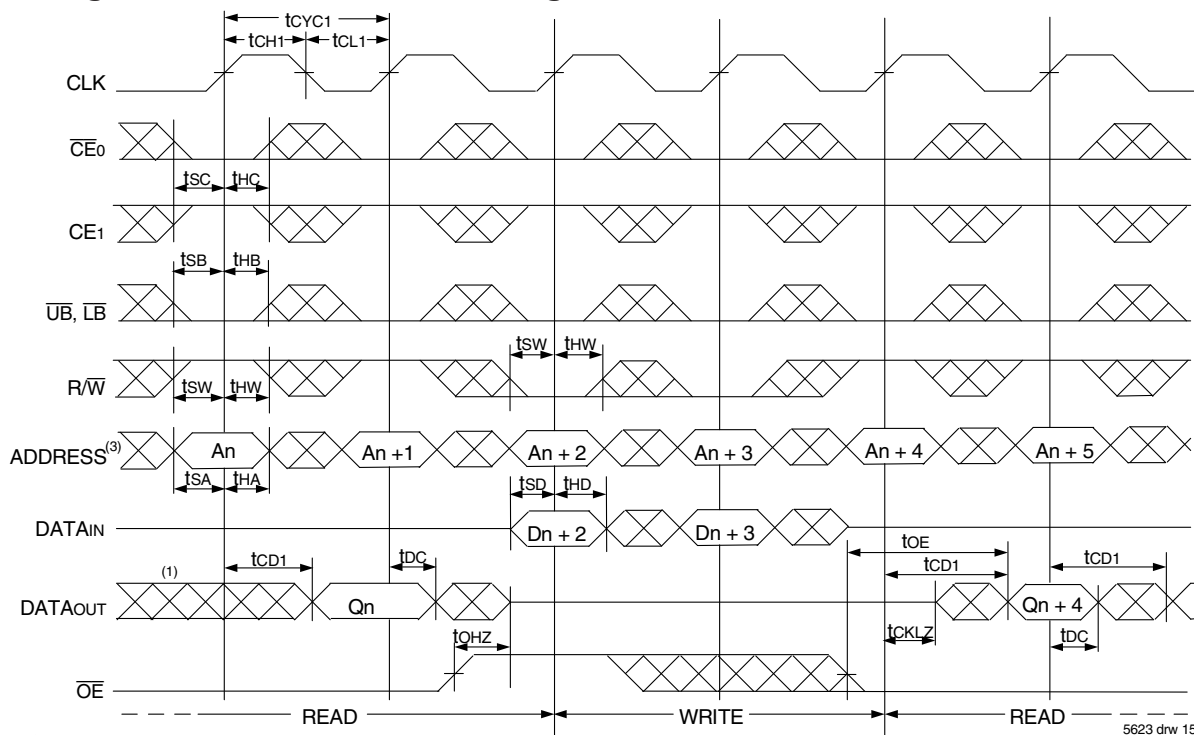 tCYC1
tCH1 tCL1
CLK
CE0
tSC tHC
CE1
tSB tHB
UB, LB
tSW tHW
R/W
tSW tHW
ADDRESS(3) An An +1 An + 2 An + 3 An + 4 An + 5
tSA tHA
tSD tHD
DATAIN Dn + 2 Dn + 3
tOE
tCD1 tDC tCD1 tCD1
(1)
DATAOUT Qn Qn + 4
tOHZ tCKLZ tDC
OE
READ WRITE READ
5623 drw 15